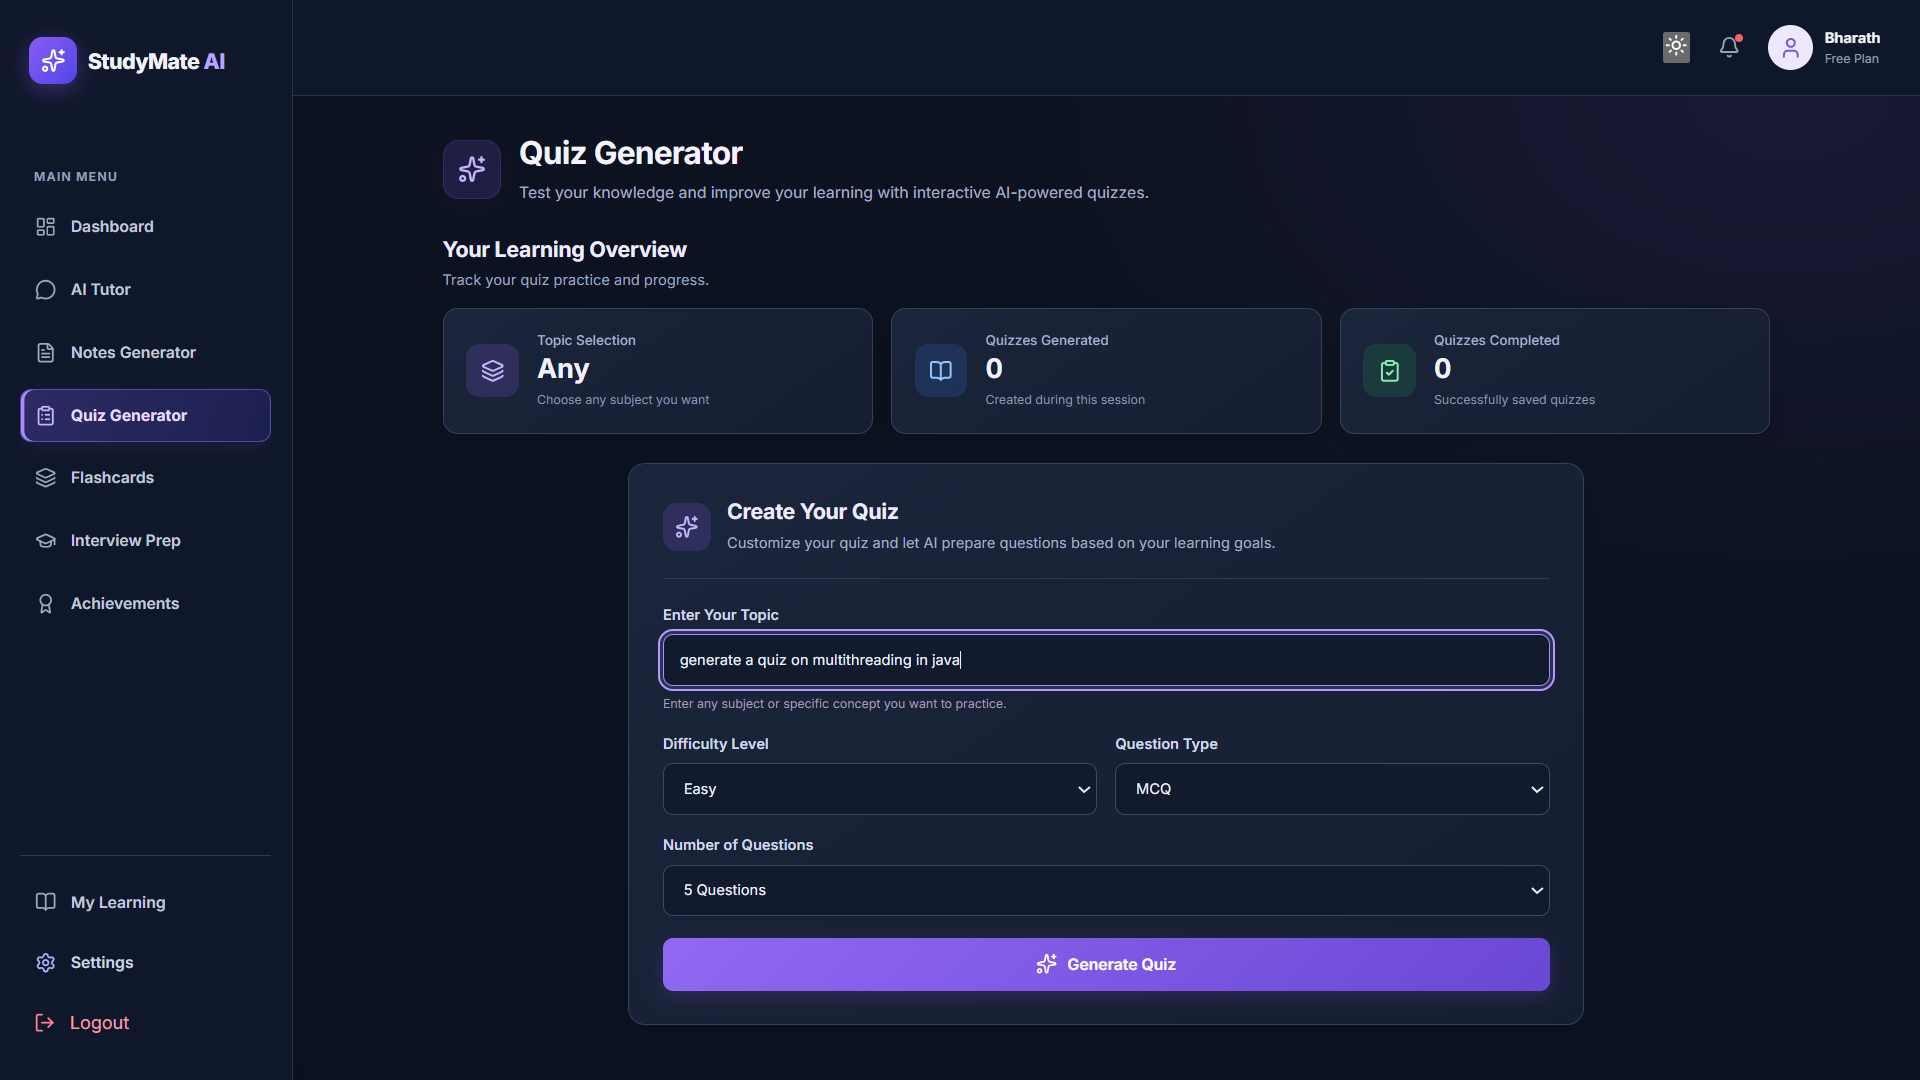 StudyMate AI
MAIN MENU
Dashboard
AI Tutor
Notes Generator
Quiz Generator
Flashcards
Interview Prep
Achievements
My Learning
Settings
Logout
Bharath
Free Plan
Quiz Generator
Test your knowledge and improve your learning with interactive AI-powered quizzes.
Your Learning Overview
Track your quiz practice and progress.
Topic Selection
Any
Choose any subject you want
Quizzes Generated
0
Created during this session
Quizzes Completed
0
Successfully saved quizzes
Create Your Quiz
Customize your quiz and let AI prepare questions based on your learning goals.
Enter Your Topic
generate a quiz on multithreading in java
Enter any subject or specific concept you want to practice.
Difficulty Level
Easy
Question Type
MCQ
Number of Questions
5 Questions
Generate Quiz